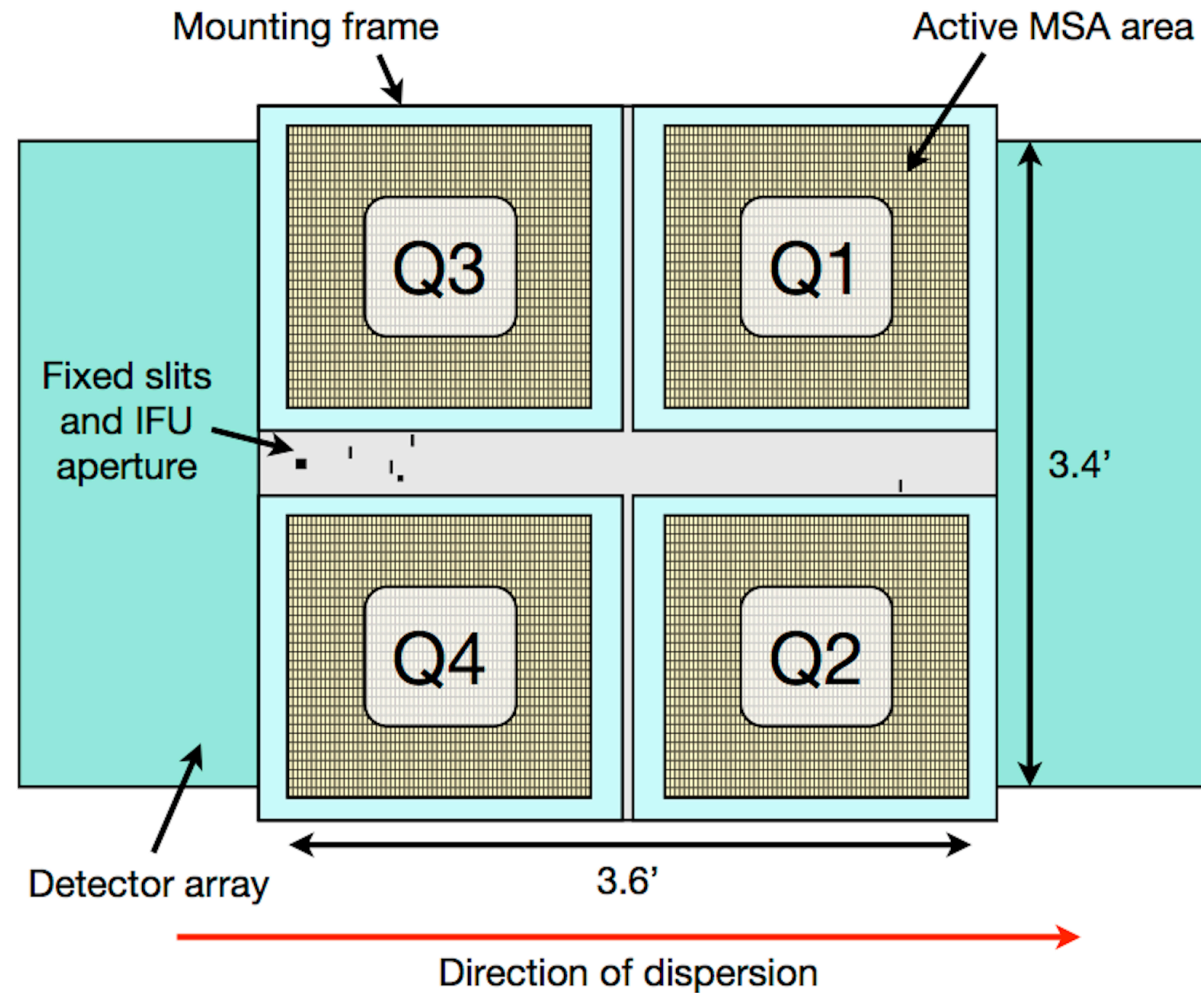 Mounting frame
Active MSA area
Q3
Q1
Fixed slits
and IFU
aperture
3.4’
Q4
Q2
Detector array
3.6’
Direction of dispersion